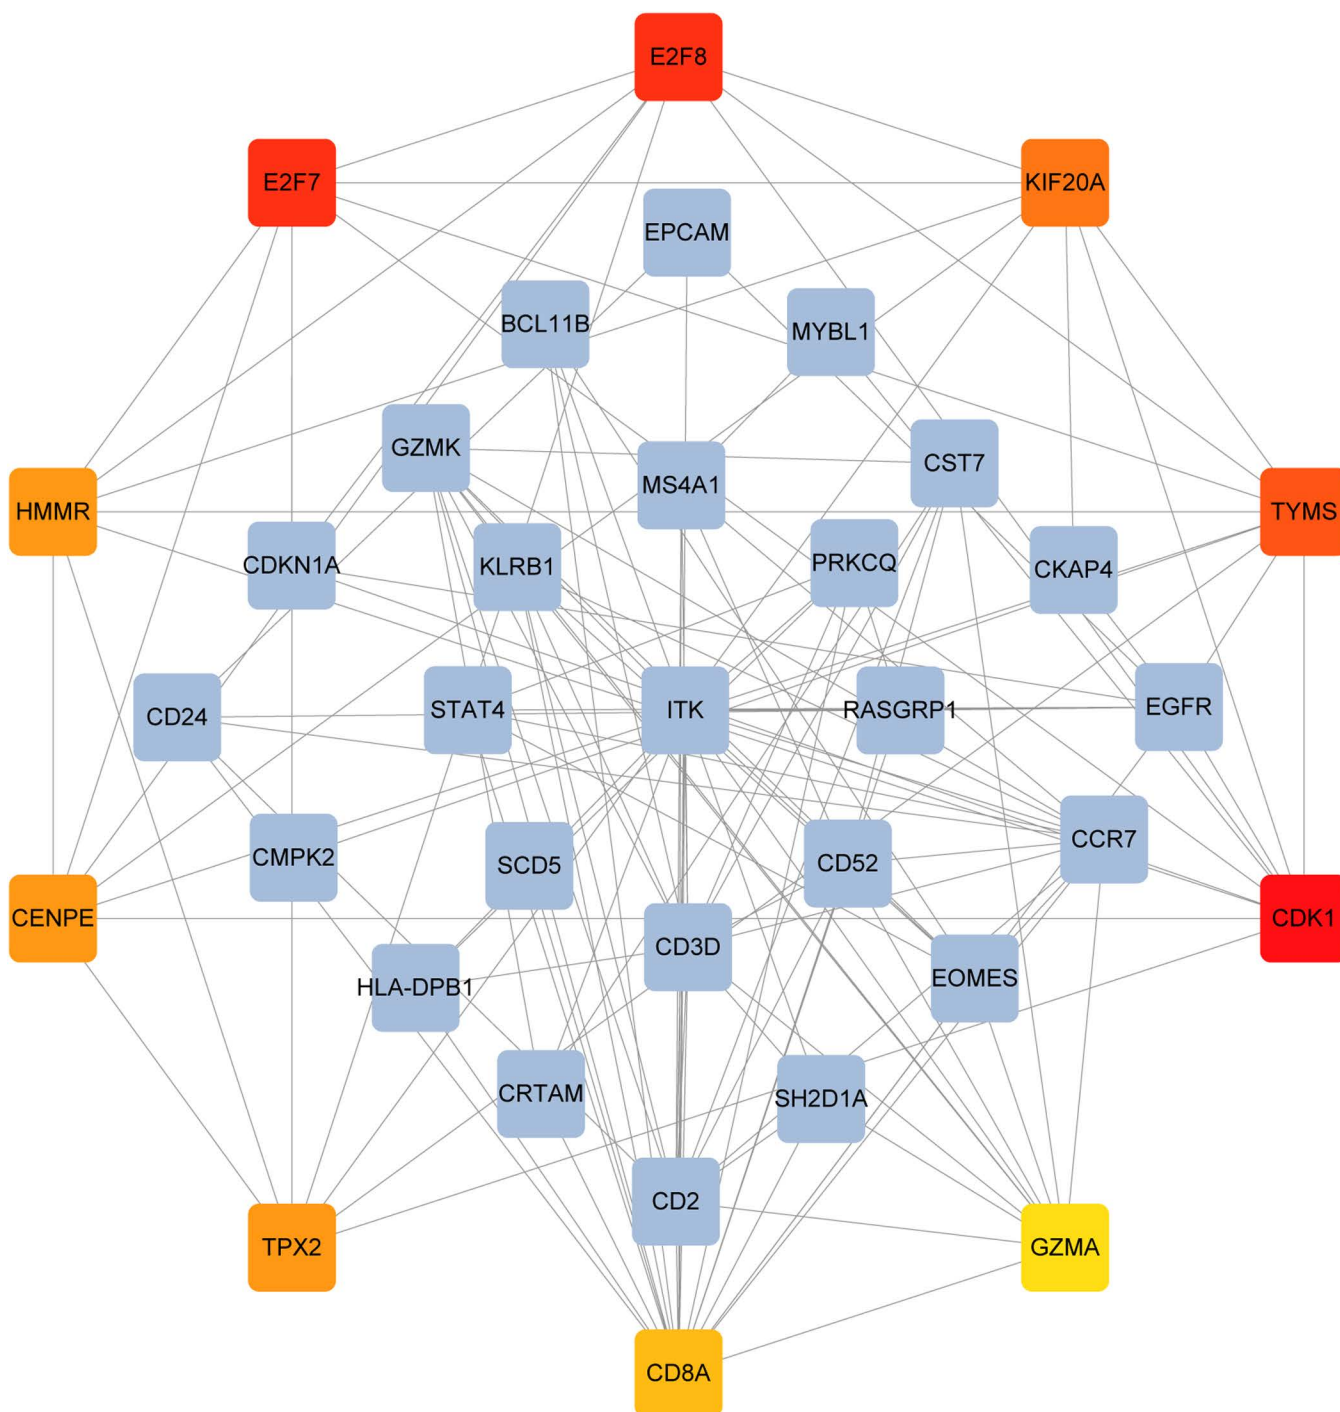 E2F8
E2F7
KIF20A
EPCAM
BCL11B
MYBL1
GZMK
CST7
MS4A1
HMMR
TYMS
CDKN1A
KLRB1
PRKCQ
CKAP4
CD24
STAT4
ITK
RASGRP1
EGFR
CMPK2
SCD5
CD52
CCR7
CENPE
CDK1
CD3D
HLA-DPB1
EOMES
CRTAM
SH2D1A
CD2
TPX2
GZMA
CD8A